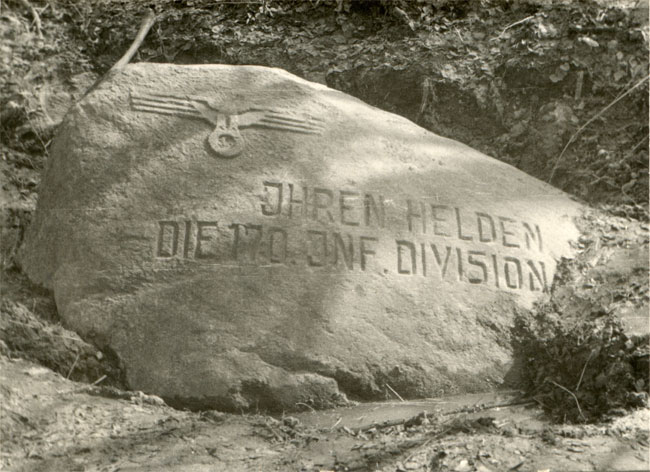 JHREN HELDEN
DIE 170. JNF. DIVISION